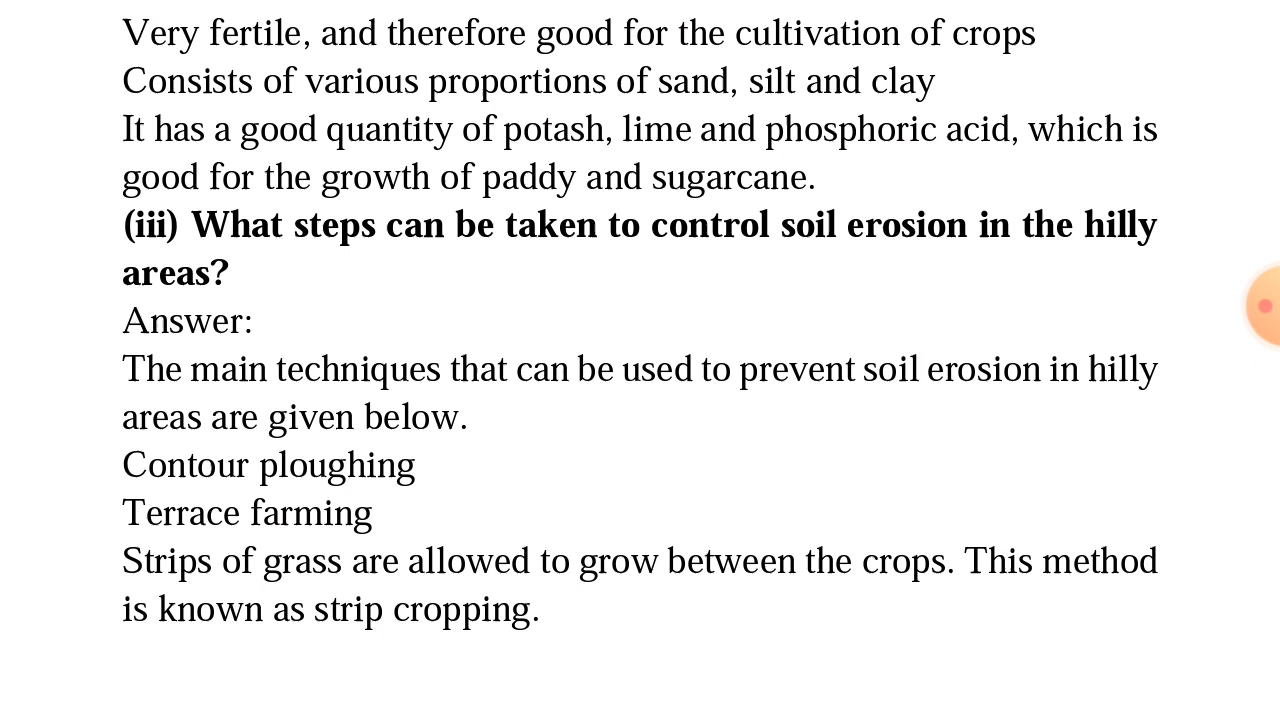 Very fertile, and therefore good for the cultivation of crops
Consists of various proportions of sand, silt and clay
It has a good quantity of potash, lime and phosphoric acid, which is
good for the growth of paddy and sugarcane.
(iii) What steps can be taken to control soil erosion in the hilly
areas?
Answer:
The main techniques that can be used to prevent soil erosion in hilly
areas are given below.
Contour ploughing
Terrace farming
Strips of grass are allowed to grow between the crops. This method
is known as strip cropping.